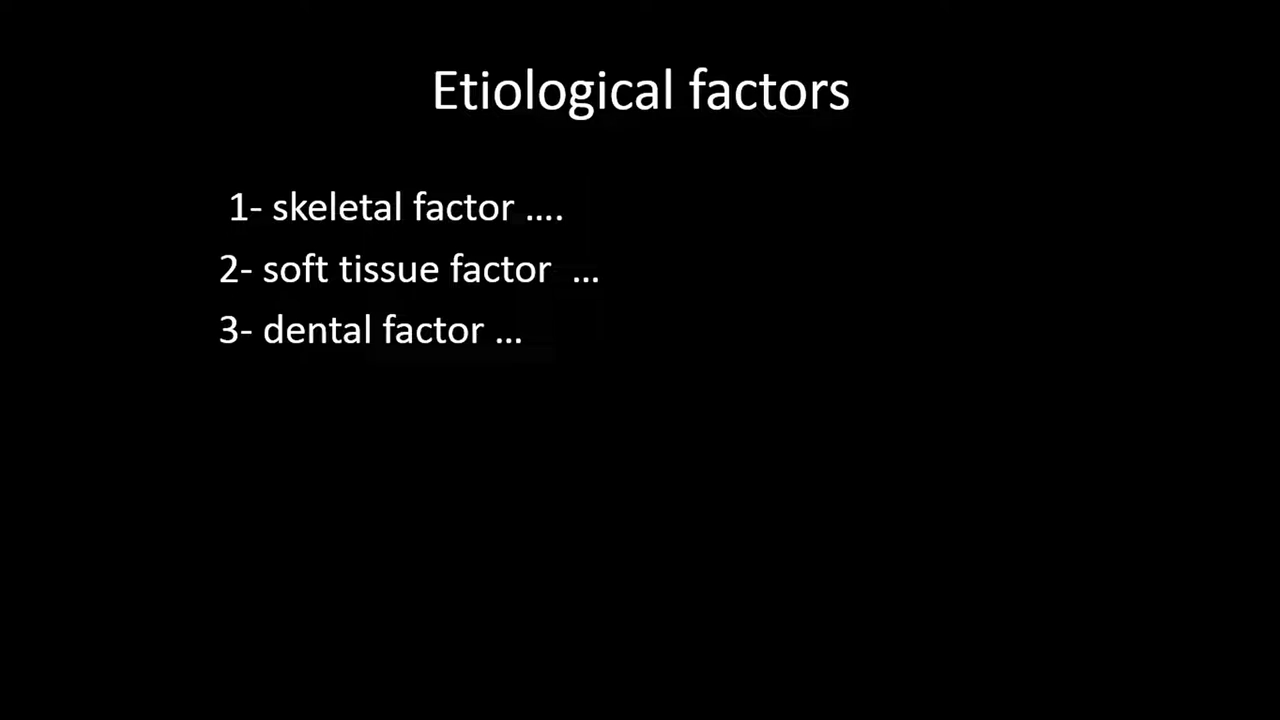 Etiological factors
1- skeletal factor ....
2- soft tissue factor  ...
3- dental factor ...